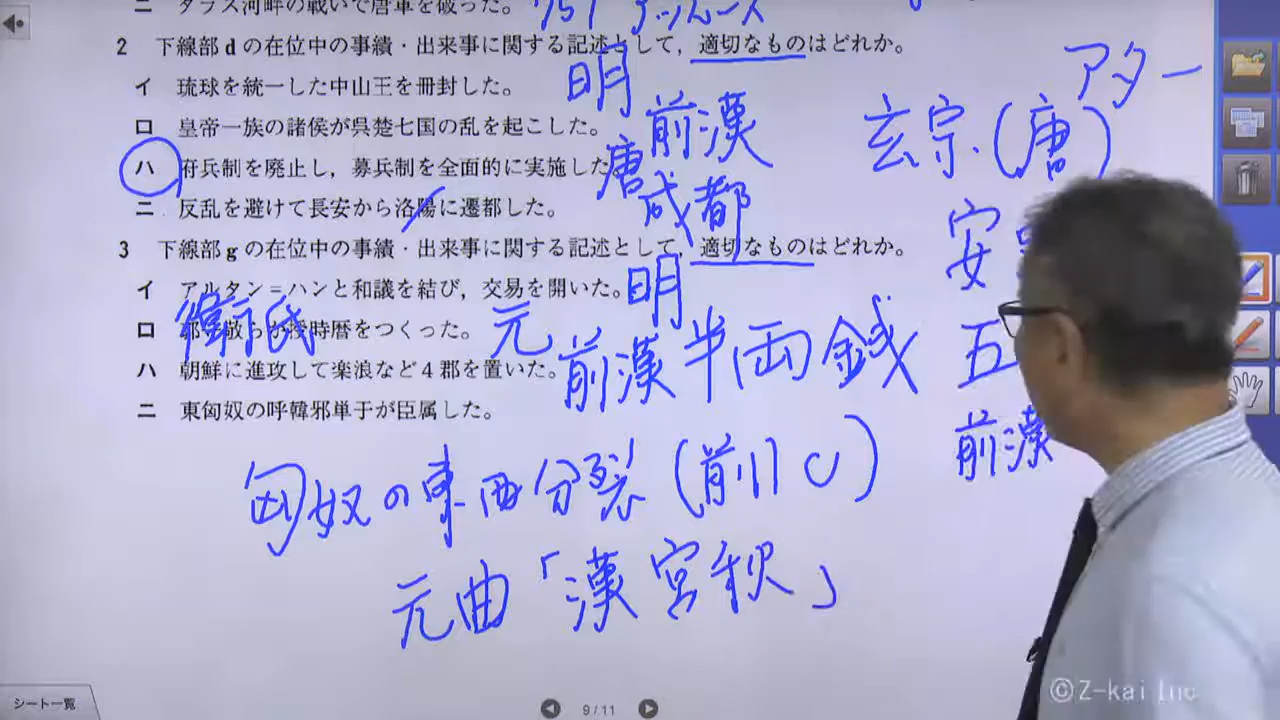 ニ タラス河畔の戦いで唐軍を破った。 751 アッバース
2 下線部dの在位中の事績・出来事に関する記述として,適切なものはどれか。
アター
イ 琉球を統一した中山王を冊封した。 明
ロ 皇帝一族の諸侯が呉楚七国の乱を起こした。 前漢
玄宗(唐)
ハ 府兵制を廃止し,募兵制を全面的に実施した 唐
ニ 反乱を避けて長安から洛陽に遷都した。 成都
安
3 下線部gの在位中の事績・出来事に関する記述として,適切なものはどれか。
イ アルタン=ハンと和議を結び,交易を開いた。 明
衛氏
ロ 授時暦をつくった。 元
ハ 朝鮮に進攻して楽浪など4郡を置いた。 前漢 半両銭 五
ニ 東匈奴の呼韓邪単于が臣属した。
前漢
匈奴の東西分裂(前1C)
元曲「漢宮秋」
シート一覧
9/11
©Z-kai Inc